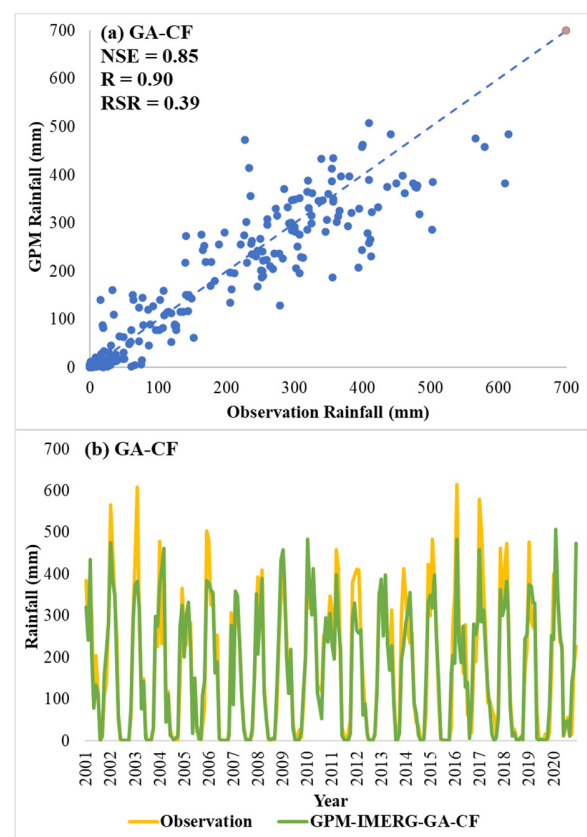 (a) GA-CF
NSE = 0.85
R = 0.90
RSR = 0.39
GPM Rainfall (mm)
700
600
500
400
300
200
100
0
0 100 200 300 400 500 600 700
Observation Rainfall (mm)
(b) GA-CF
Rainfall (mm)
700
600
500
400
300
200
100
0
2001 2002 2003 2004 2005 2006 2007 2008 2009 2010 2011 2012 2013 2014 2015 2016 2017 2018 2019 2020
Year
Observation GPM-IMERG-GA-CF